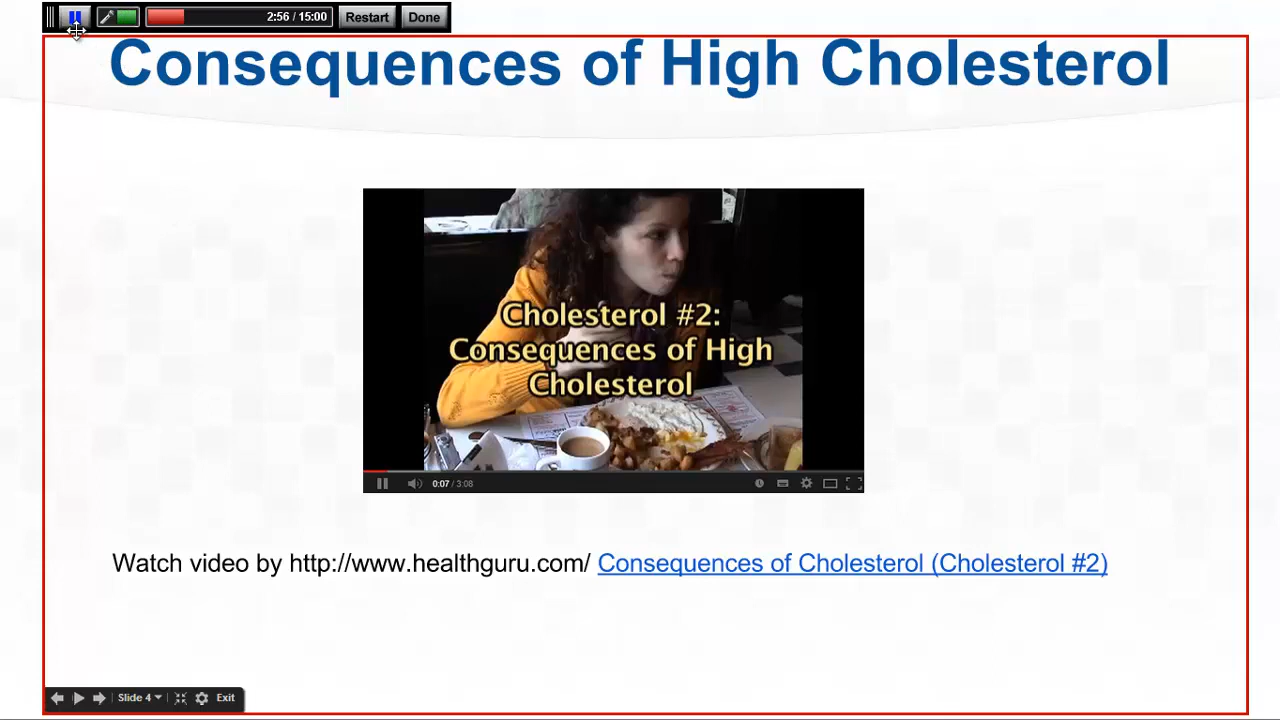 2:56 / 15:00 Restart Done
Consequences of High Cholesterol
Cholesterol #2:
Consequences of High
Cholesterol
0:07 / 3:08
Watch video by http://www.healthguru.com/ Consequences of Cholesterol (Cholesterol #2)
Slide 4 Exit